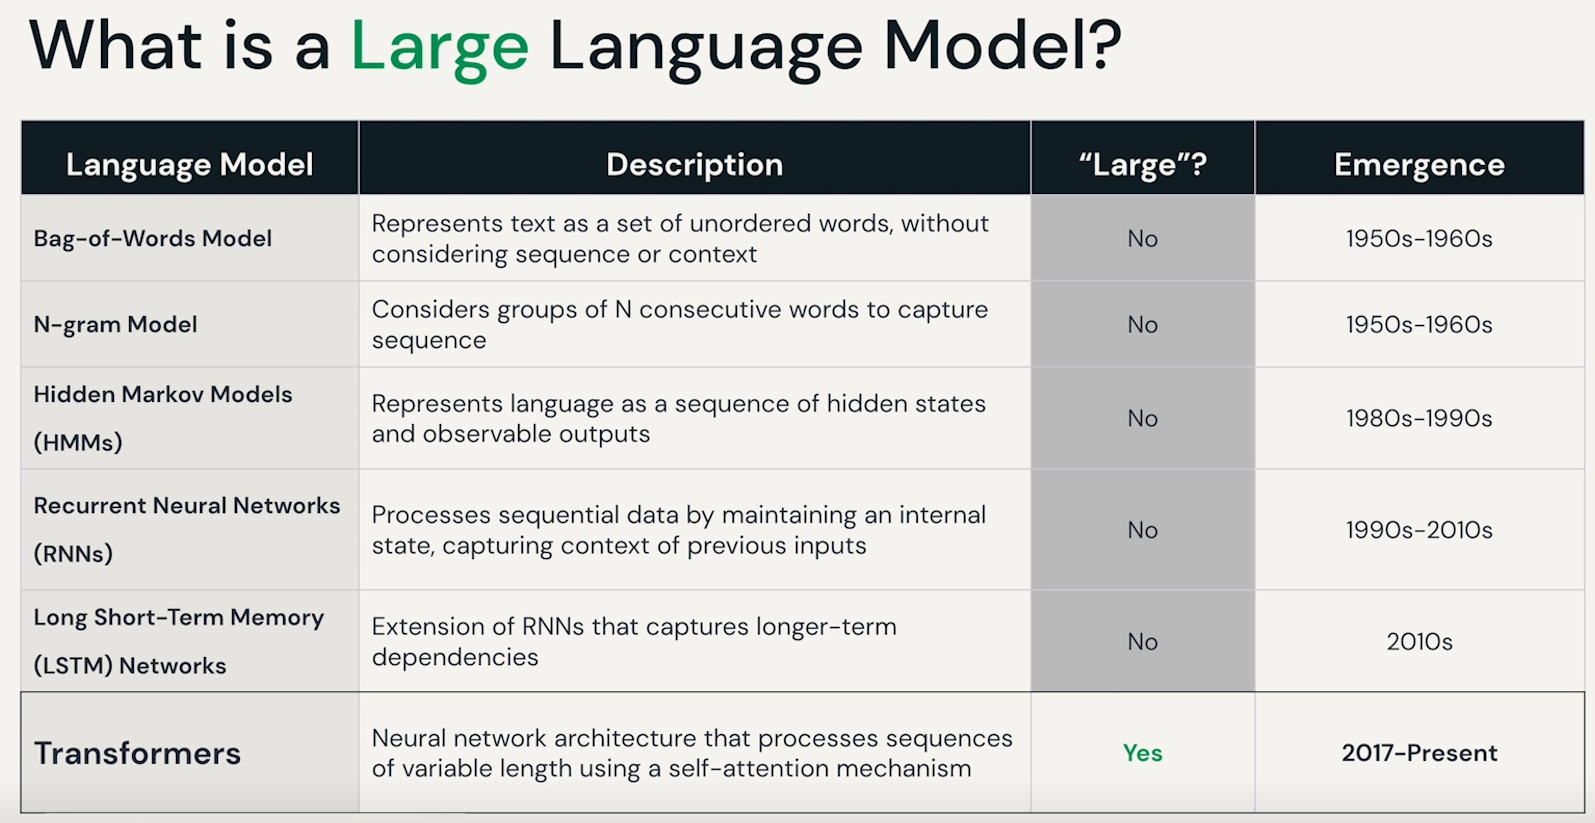 What is a Large Language Model?
Language Model
Description
“Large”?
Emergence
Bag-of-Words Model
Represents text as a set of unordered words, without
considering sequence or context
No
1950s-1960s
N-gram Model
Considers groups of N consecutive words to capture
sequence
No
1950s-1960s
Hidden Markov Models
(HMMs)
Represents language as a sequence of hidden states
and observable outputs
No
1980s-1990s
Recurrent Neural Networks
(RNNs)
Processes sequential data by maintaining an internal
state, capturing context of previous inputs
No
1990s-2010s
Long Short-Term Memory
(LSTM) Networks
Extension of RNNs that captures longer-term
dependencies
No
2010s
Transformers
Neural network architecture that processes sequences
of variable length using a self-attention mechanism
Yes
2017-Present